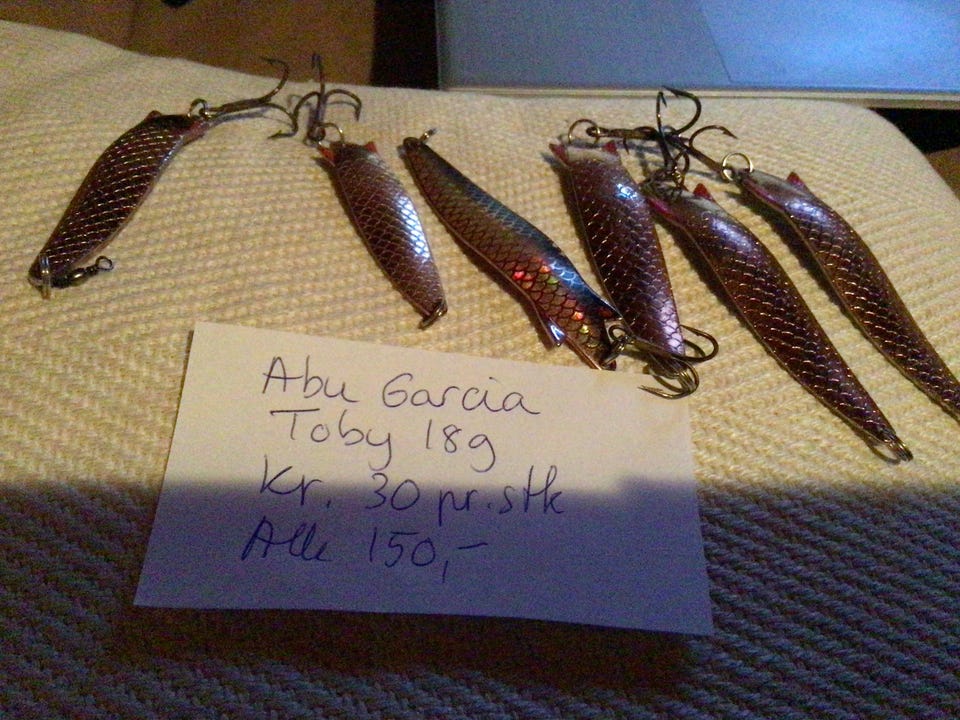 Abu Garcia
Toby 18g
Kr. 30 pr.stk
Alle 150,-